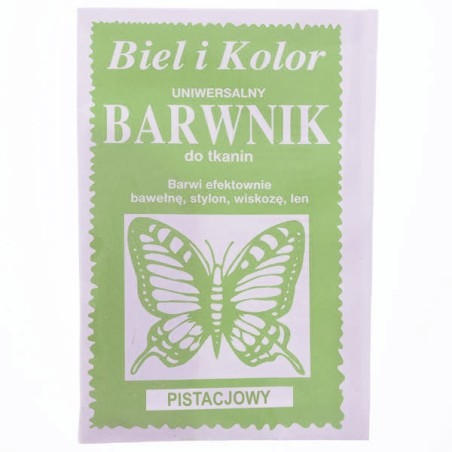 Biel i Kolor
UNIWERSALNY
BARWNIK
do tkanin
Barwi efektownie
bawełnę, stylon, wiskozę, len
PISTACJOWY